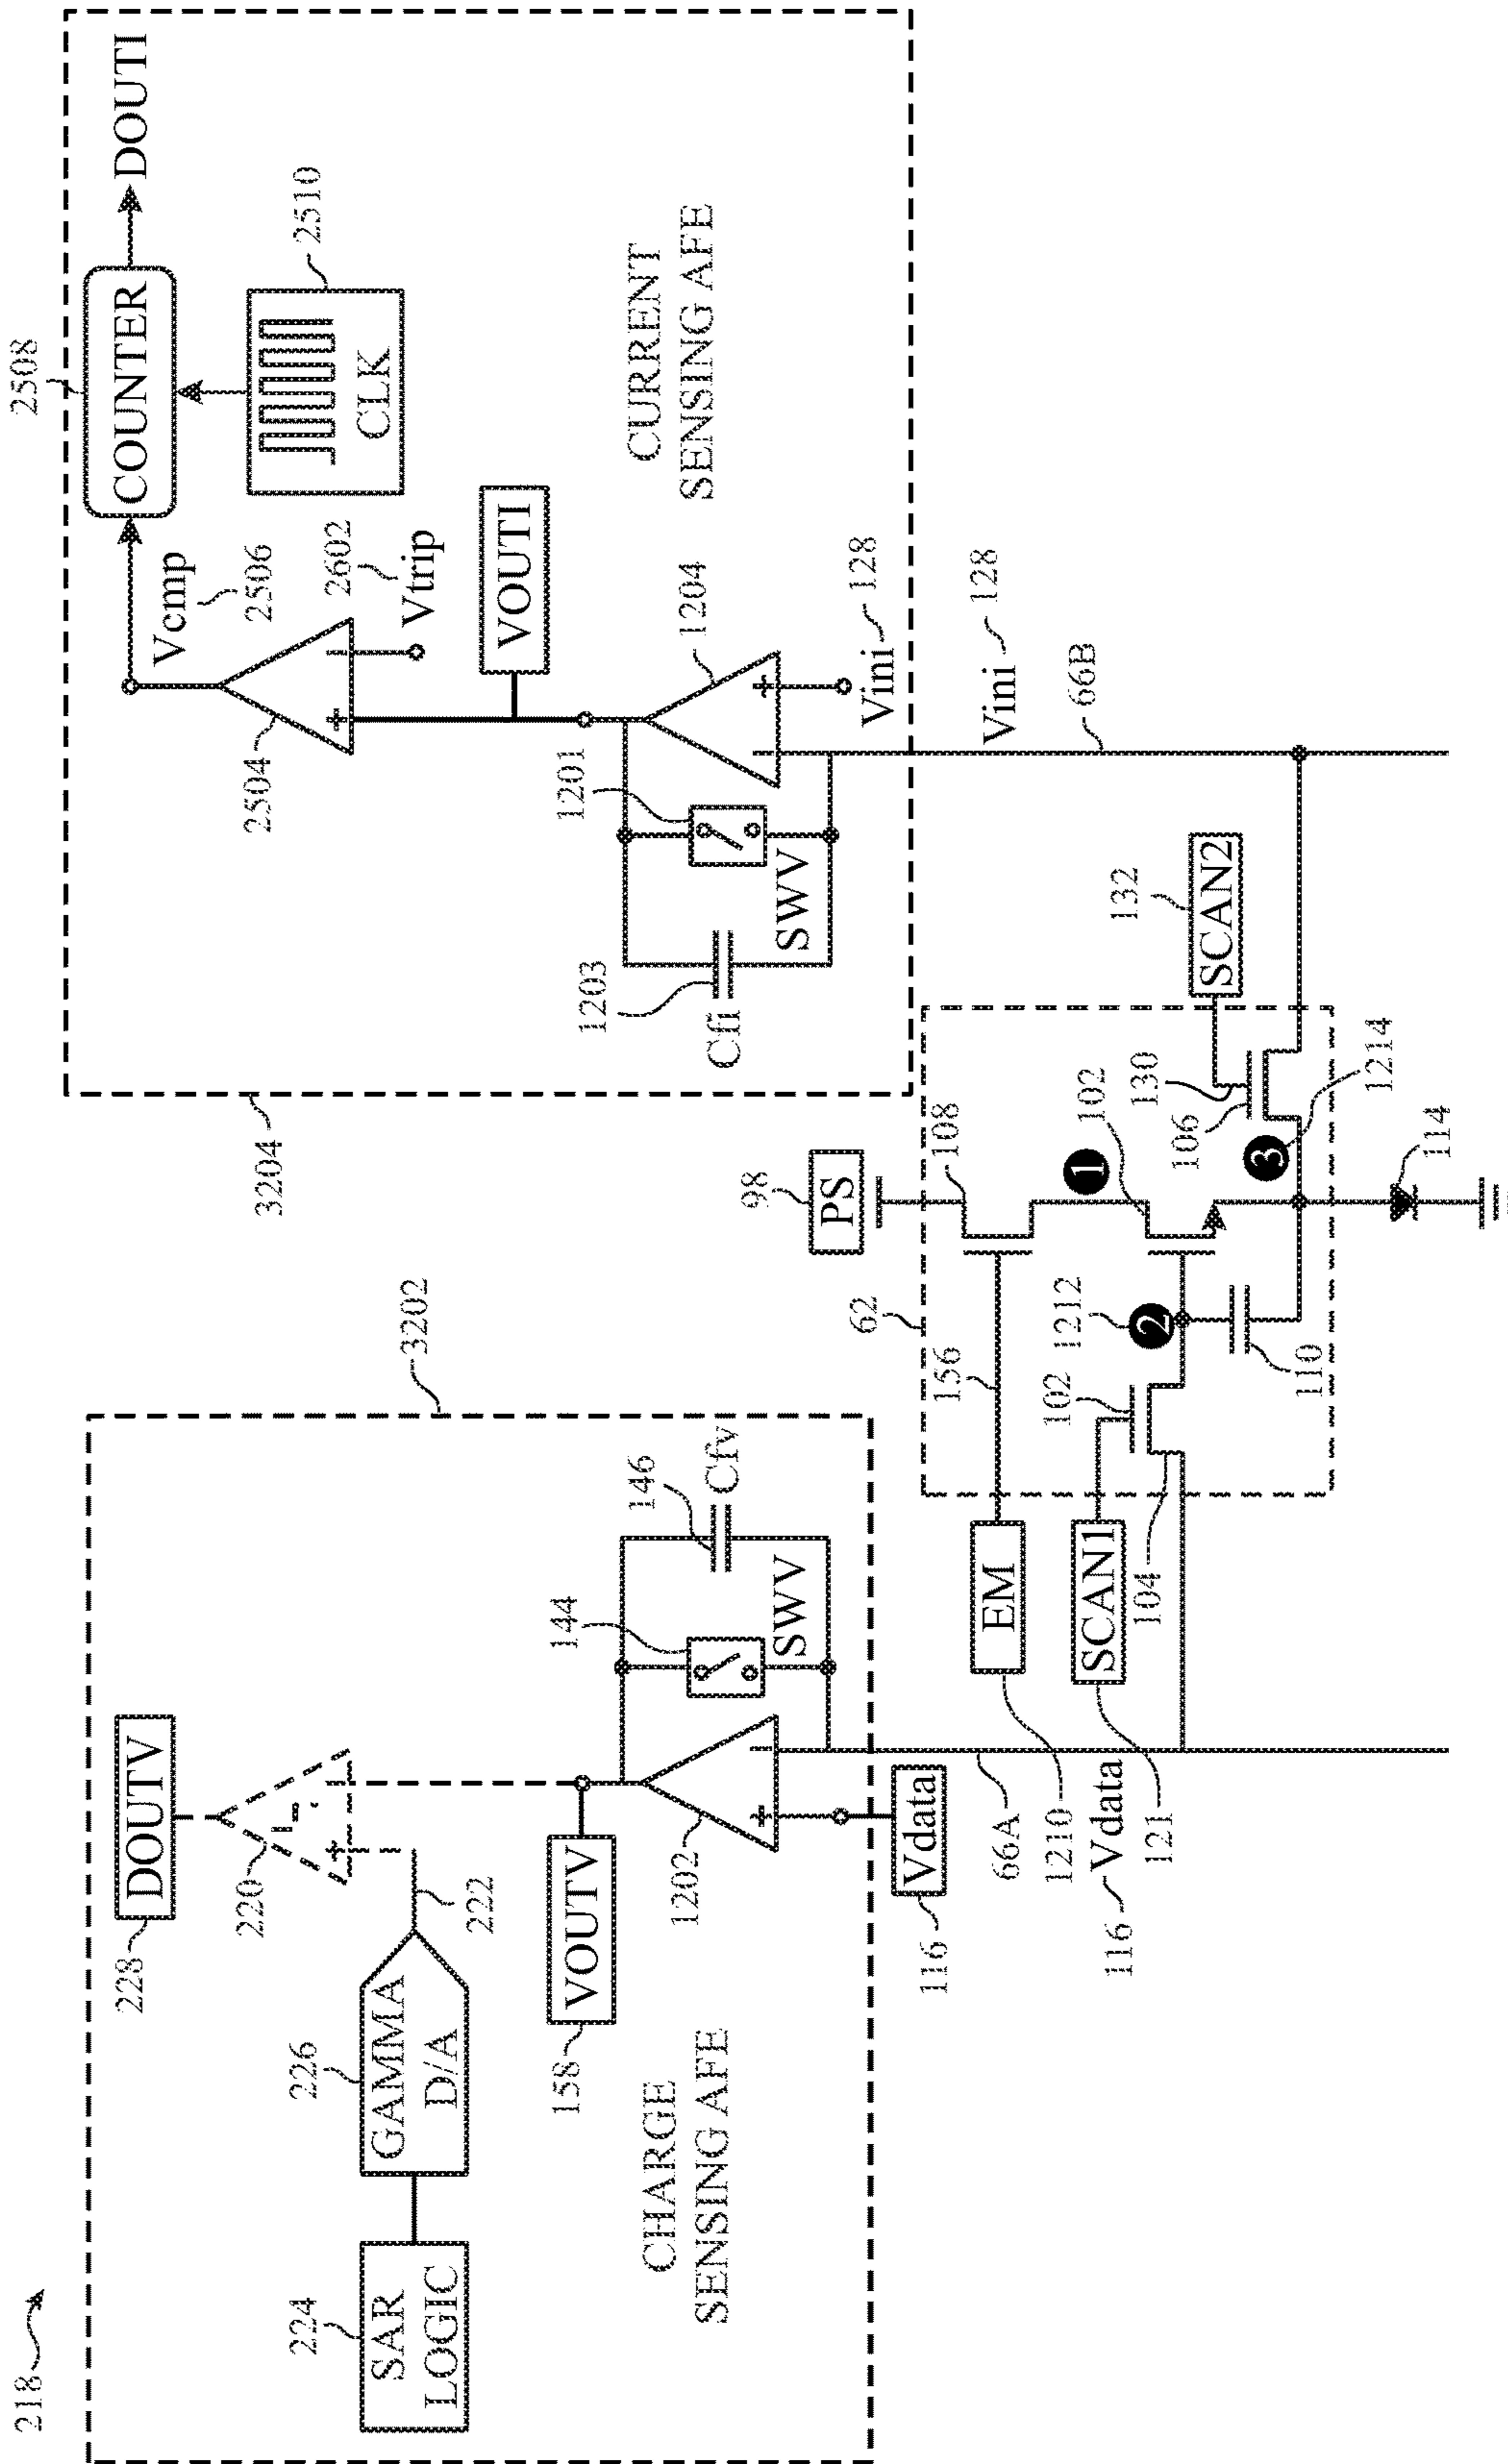 218
3202
228
DOUTV
220
224
SAR
LOGIC
226
GAMMA
D/A
222
158
VOUTV
144
146
Cfv
SWV
1202
CHARGE
SENSING AFE
116
Vdata
66A
1210
116
Vdata
121
EM
SCAN1
104
156
62
98
PS
108
102
1212
102
1
2
3
110
106
130
132
SCAN2
1214
114
3204
2508
COUNTER
DOUTI
Vcmp
2506
2510
CLK
2504
2602
Vtrip
VOUTI
1201
1204
1203
Cfi
SWV
Vini
128
CURRENT
SENSING AFE
Vini
128
66B
+
−
+
−
+
−
+